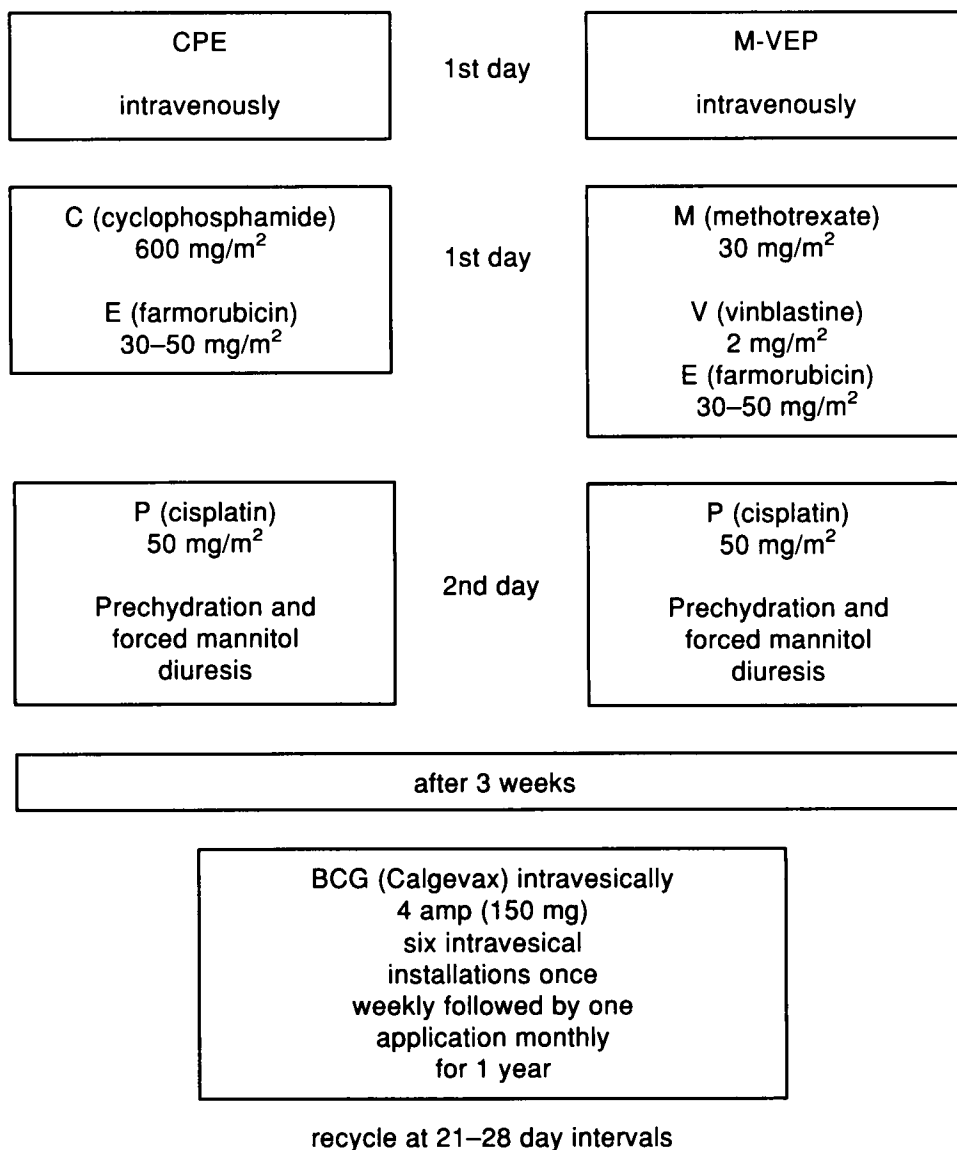 CPE
intravenously
1st day
M-VEP
intravenously
C (cyclophosphamide)
600 mg/m²
E (farmorubicin)
30–50 mg/m²
1st day
M (methotrexate)
30 mg/m²
V (vinblastine)
2 mg/m²
E (farmorubicin)
30–50 mg/m²
P (cisplatin)
50 mg/m²
Prechydration and
forced mannitol
diuresis
2nd day
P (cisplatin)
50 mg/m²
Prechydration and
forced mannitol
diuresis
after 3 weeks
BCG (Calgevax) intravesically
4 amp (150 mg)
six intravesical
installations once
weekly followed by one
application monthly
for 1 year
recycle at 21–28 day intervals